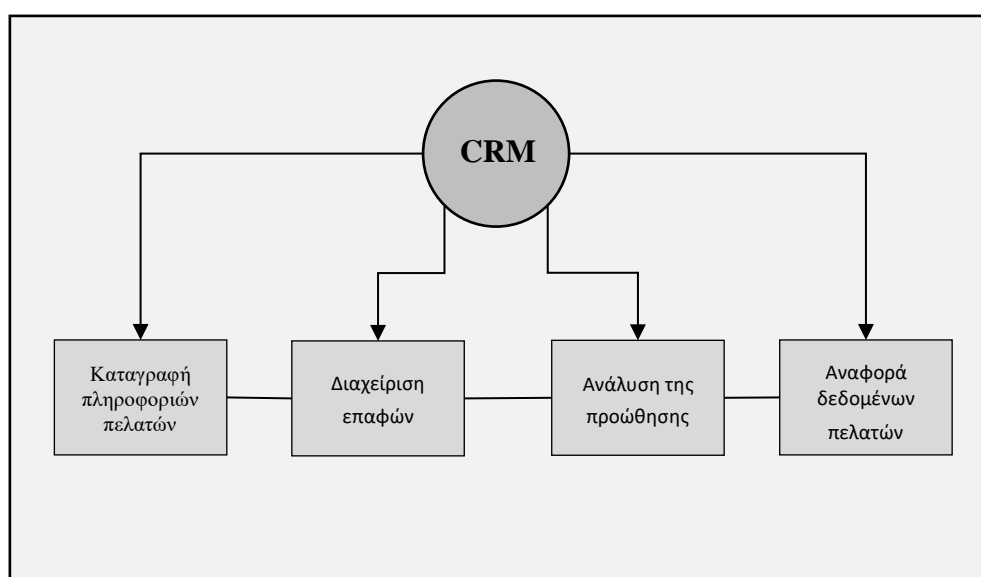 CRM
Καταγραφή
πληροφοριών
πελατών
Διαχείριση
επαφών
Ανάλυση της
προώθησης
Αναφορά
δεδομένων
πελατών